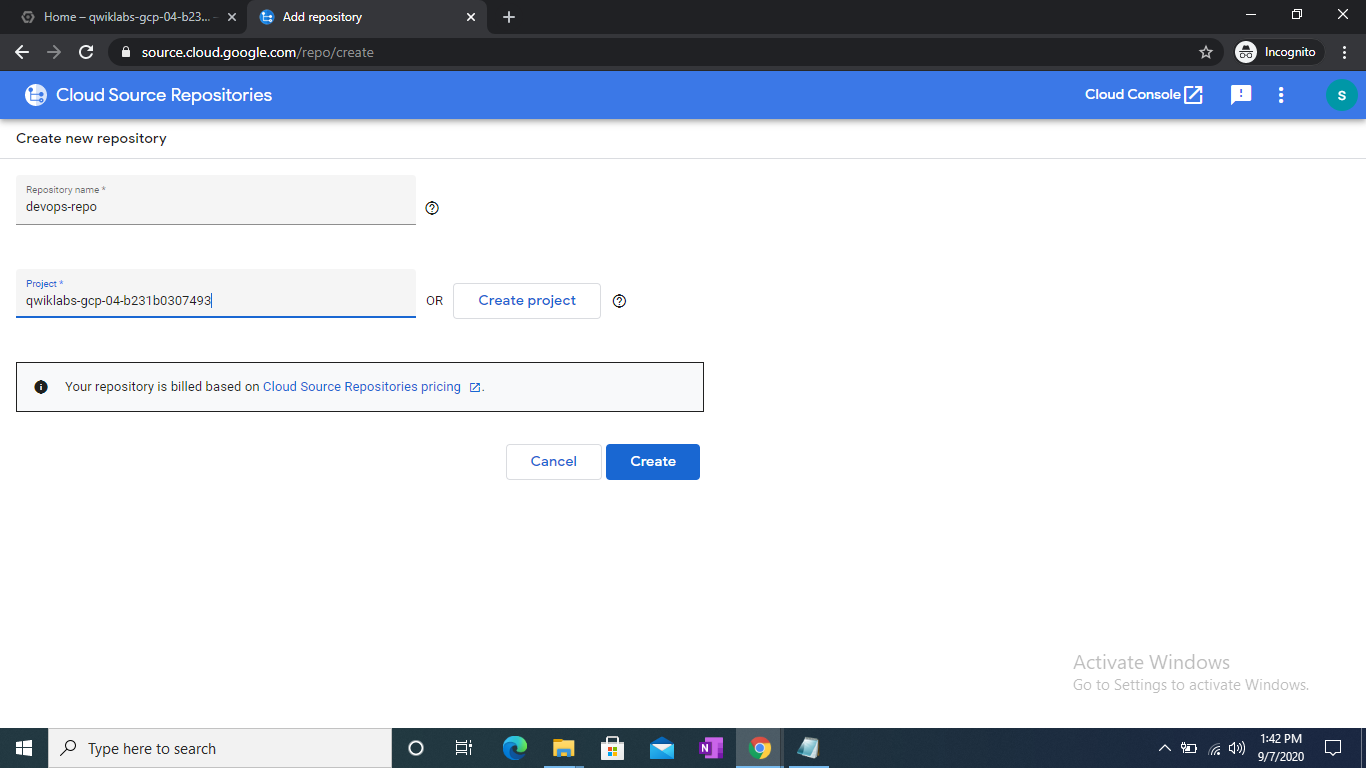 Home – qwiklabs-gcp-04-b23...
Add repository
source.cloud.google.com/repo/create
Incognito
Cloud Source Repositories
Cloud Console
S
Create new repository
Repository name *
devops-repo
Project *
qwiklabs-gcp-04-b231b0307493
OR
Create project
Your repository is billed based on Cloud Source Repositories pricing.
Cancel
Create
Activate Windows
Go to Settings to activate Windows.
Type here to search
N
1:42 PM
9/7/2020